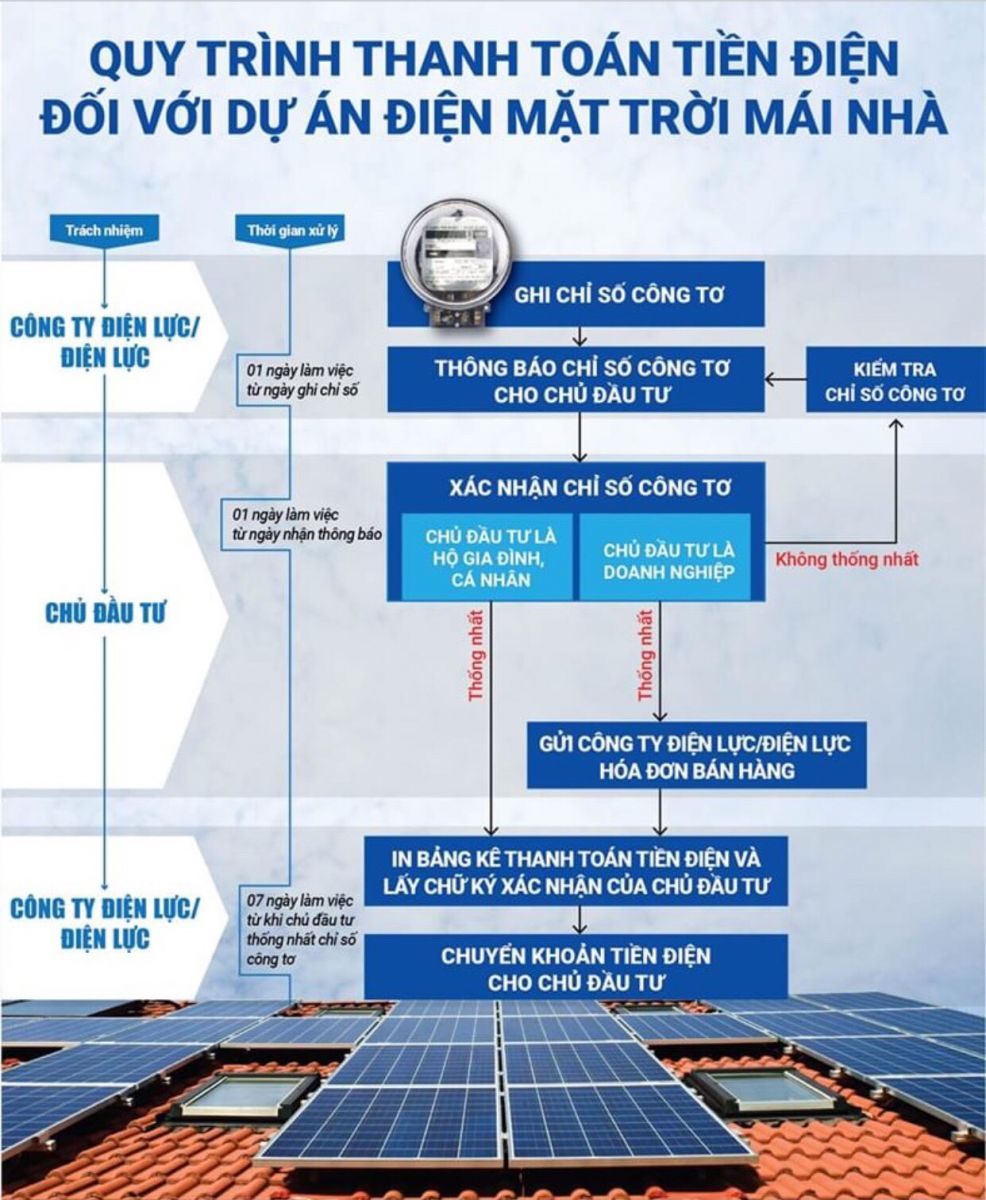 QUY TRÌNH THANH TOÁN TIỀN ĐIỆN
ĐỐI VỚI DỰ ÁN ĐIỆN MẶT TRỜI MÁI NHÀ
Trách nhiệm
Thời gian xử lý
CÔNG TY ĐIỆN LỰC/
ĐIỆN LỰC
01 ngày làm việc
từ ngày ghi chỉ số
GHI CHỈ SỐ CÔNG TƠ
THÔNG BÁO CHỈ SỐ CÔNG TƠ
CHO CHỦ ĐẦU TƯ
KIỂM TRA
CHỈ SỐ CÔNG TƠ
CHỦ ĐẦU TƯ
01 ngày làm việc
từ ngày nhận thông báo
XÁC NHẬN CHỈ SỐ CÔNG TƠ
CHỦ ĐẦU TƯ LÀ
HỘ GIA ĐÌNH,
CÁ NHÂN
CHỦ ĐẦU TƯ LÀ
DOANH NGHIỆP
Không thống nhất
Thống nhất
Thống nhất
GỬI CÔNG TY ĐIỆN LỰC/ĐIỆN LỰC
HÓA ĐƠN BÁN HÀNG
CÔNG TY ĐIỆN LỰC/
ĐIỆN LỰC
07 ngày làm việc
từ khi chủ đầu tư
thống nhất chỉ số
công tơ
IN BẢNG KÊ THANH TOÁN TIỀN ĐIỆN VÀ
LẤY CHỮ KÝ XÁC NHẬN CỦA CHỦ ĐẦU TƯ
CHUYỂN KHOẢN TIỀN ĐIỆN
CHO CHỦ ĐẦU TƯ